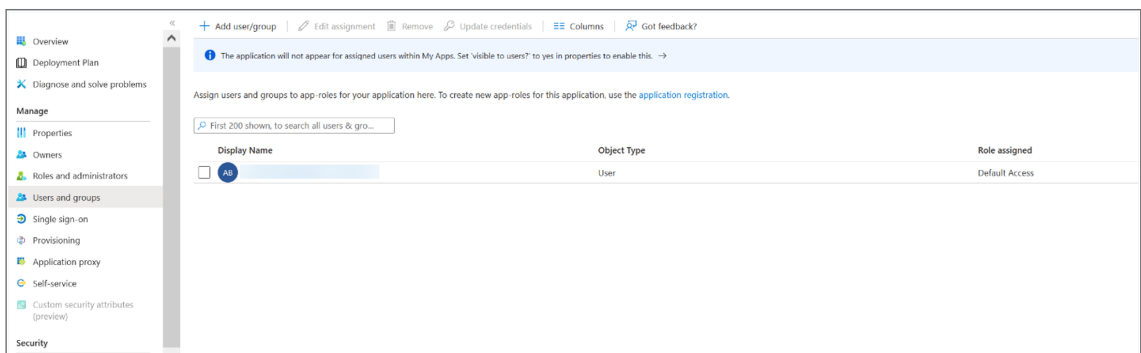 Overview
Deployment Plan
Diagnose and solve problems
Manage
Properties
Owners
Roles and administrators
Users and groups
Single sign-on
Provisioning
Application proxy
Self-service
Custom security attributes
(preview)
Security
Add user/group Edit assignment Remove Update credentials Columns Got feedback?
The application will not appear for assigned users within My Apps. Set 'visible to users?' to yes in properties to enable this. →
Assign users and groups to app-roles for your application here. To create new app-roles for this application, use the application registration.
First 200 shown, to search all users & gro...
Display Name Object Type Role assigned
AB User Default Access